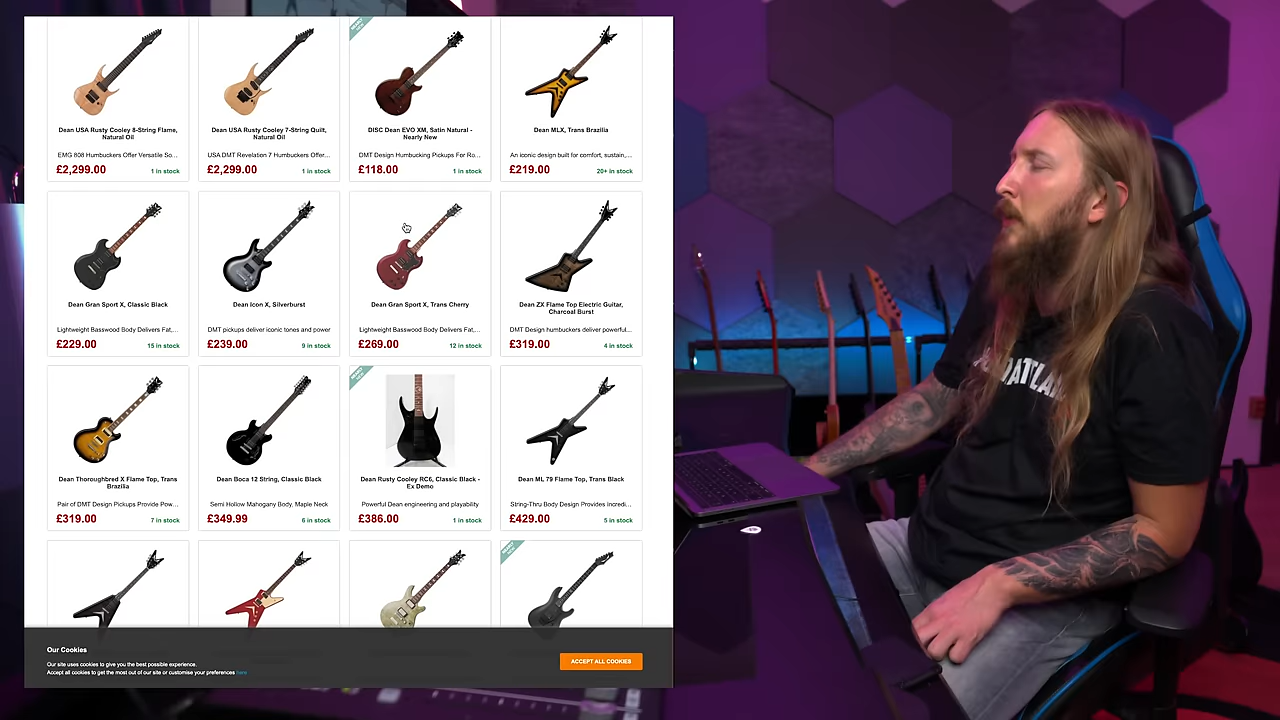 Dean USA Rusty Cooley 8-String Flame,
Natural Oil
EMG 808 Humbuckers Offer Versatile So...
£2,299.00
1 in stock
Dean USA Rusty Cooley 7-String Quilt,
Natural Oil
USA DMT Revelation 7 Humbuckers Offer...
£2,299.00
1 in stock
DISC Dean EVO XM, Satin Natural -
Nearly New
DMT Design Humbucking Pickups For Ro...
£118.00
1 in stock
Dean MLX, Trans Brazilia
An iconic design built for comfort, sustain,...
£219.00
20+ in stock
Dean Gran Sport X, Classic Black
Lightweight Basswood Body Delivers Fat,...
£229.00
15 in stock
Dean Icon X, Silverburst
DMT pickups deliver iconic tones and power
£239.00
9 in stock
Dean Gran Sport X, Trans Cherry
Lightweight Basswood Body Delivers Fat,...
£269.00
12 in stock
Dean ZX Flame Top Electric Guitar,
Charcoal Burst
DMT Design humbuckers deliver powerful...
£319.00
4 in stock
Dean Thoroughbred X Flame Top, Trans
Brazilia
Pair of DMT Design Pickups Provide Pow...
£319.00
7 in stock
Dean Boca 12 String, Classic Black
Semi Hollow Mahogany Body, Maple Neck
£349.99
6 in stock
Dean Rusty Cooley RC6, Classic Black -
Ex Demo
Powerful Dean engineering and playability
£386.00
1 in stock
Dean ML 79 Flame Top, Trans Black
String-Thru Body Design Provides incredi...
£429.00
5 in stock
Our Cookies
Our site uses cookies to give you the best possible experience.
Accept all cookies to get the most out of our site or customise your preferences here
ACCEPT ALL COOKIES